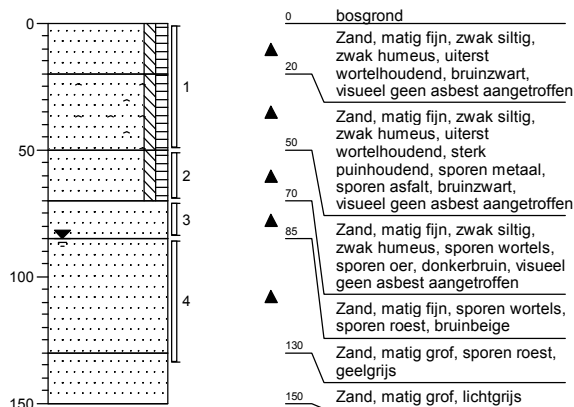 0
50
100
150
1
2
3
4
0 bosgrond
Zand, matig fijn, zwak siltig,
zwak humeus, uiterst
wortelhoudend, bruinzwart,
visueel geen asbest aangetroffen
20
Zand, matig fijn, zwak siltig,
zwak humeus, uiterst
wortelhoudend, sterk
puinhoudend, sporen metaal,
sporen asfalt, bruinzwart,
visueel geen asbest aangetroffen
50
Zand, matig fijn, zwak siltig,
zwak humeus, sporen wortels,
sporen oer, donkerbruin, visueel
geen asbest aangetroffen
70
Zand, matig fijn, sporen wortels,
sporen roest, bruinbeige
85
Zand, matig grof, sporen roest,
geelgrijs
130
Zand, matig grof, lichtgrijs
150